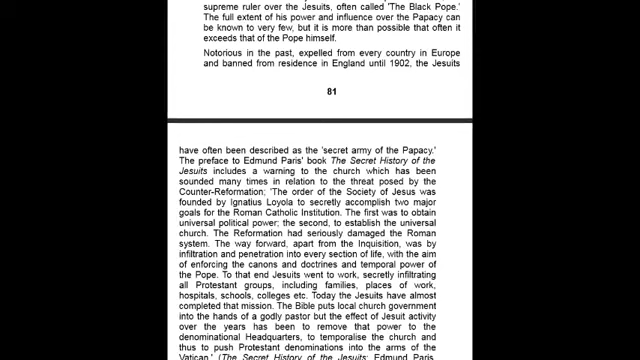 supreme ruler over the Jesuits, often called 'The Black Pope.'
The full extent of his power and influence over the Papacy can
be known to very few, but it is more than possible that often it
exceeds that of the Pope himself.
Notorious in the past, expelled from every country in Europe
and banned from residence in England until 1902, the Jesuits
81
have often been described as the 'secret army of the Papacy.'
The preface to Edmund Paris' book The Secret History of the
Jesuits includes a warning to the church which has been
sounded many times in relation to the threat posed by the
Counter-Reformation; 'The order of the Society of Jesus was
founded by Ignatius Loyola to secretly accomplish two major
goals for the Roman Catholic Institution. The first was to obtain
universal political power; the second, to establish the universal
church. The Reformation had seriously damaged the Roman
system. The way forward, apart from the Inquisition, was by
infiltration and penetration into every section of life, with the aim
of enforcing the canons and doctrines and temporal power of
the Pope. To that end Jesuits went to work, secretly infiltrating
all Protestant groups, including families, places of work,
hospitals, schools, colleges etc. Today the Jesuits have almost
completed that mission. The Bible puts local church government
into the hands of a godly pastor but the effect of Jesuit activity
over the years has been to remove that power to the
denominational Headquarters, to temporalise the church and
thus to push Protestant denominations into the arms of the
Vatican.' (The Secret History of the Jesuits; Edmund Paris,